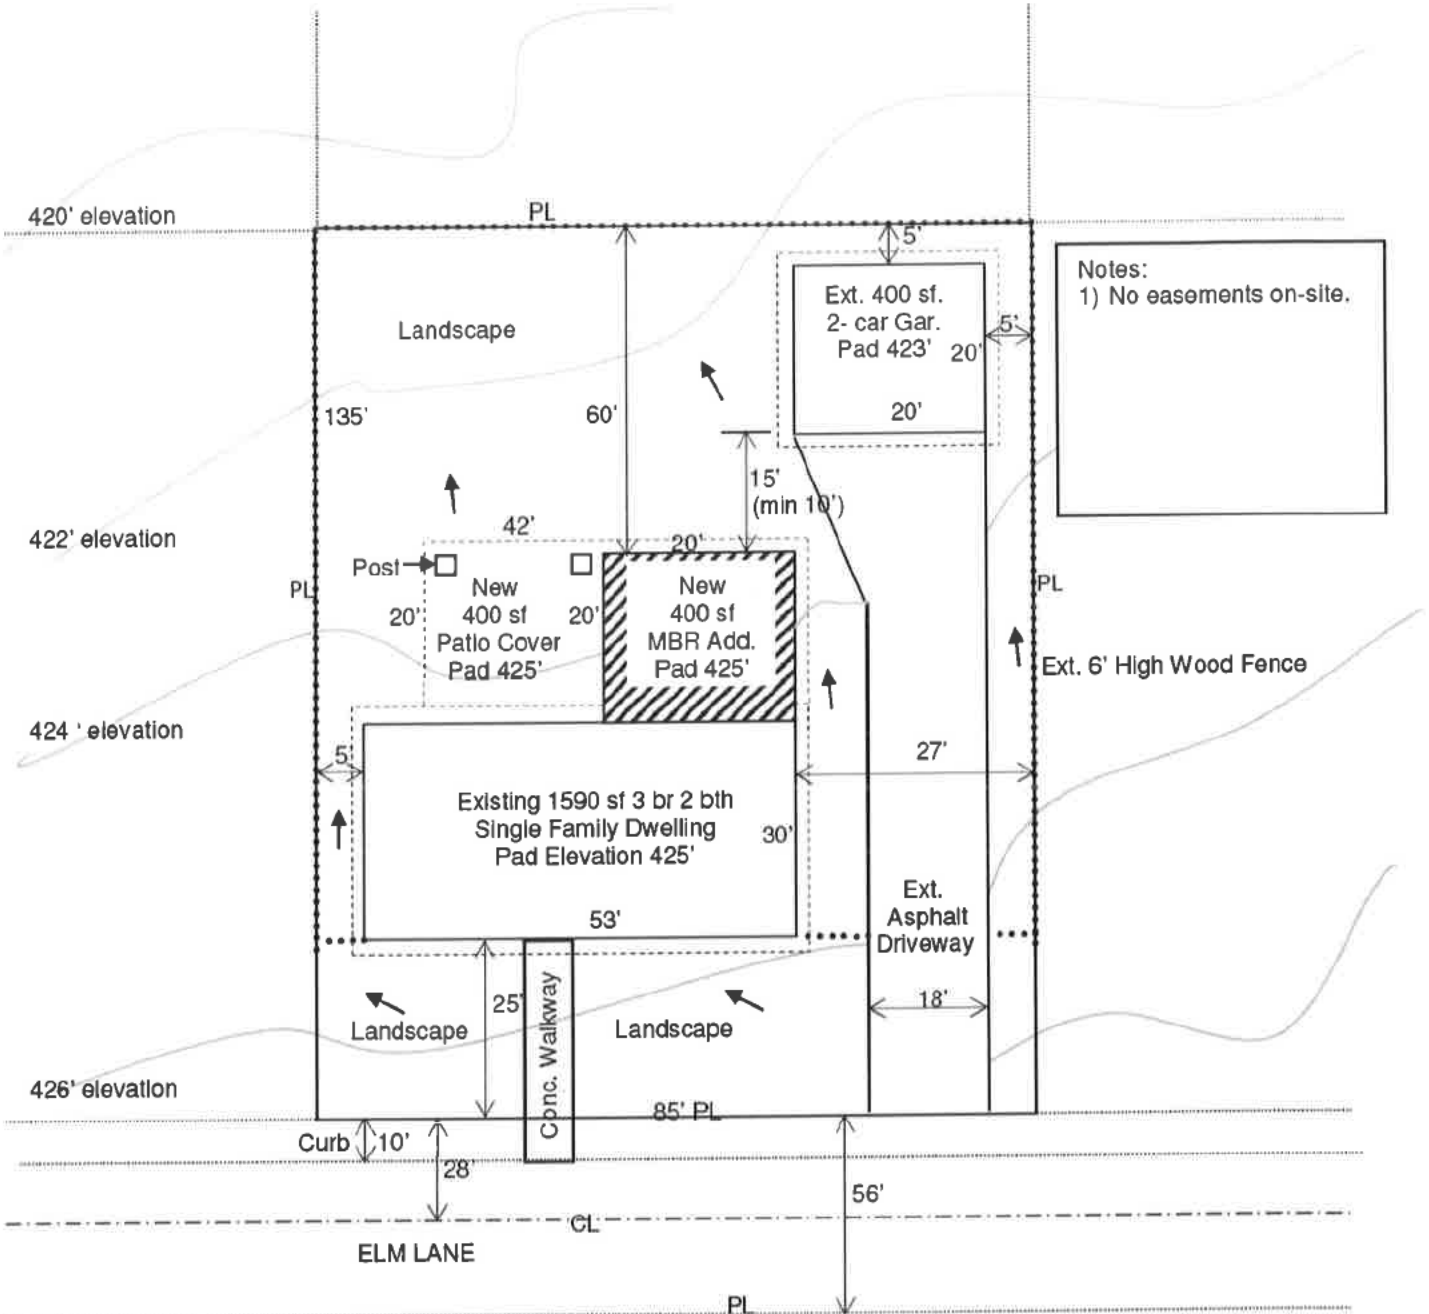 PL
420' elevation
5'
Notes:
1) No easements on-site.
Ext. 400 sf.
2- car Gar.
Pad 423'
20'
5'
20'
Landscape
135'
60'
15'
(min 10')
42'
20'
422' elevation
Post
PL
20'
New
400 sf
Patio Cover
Pad 425'
20'
New
400 sf
MBR Add.
Pad 425'
PL
Ext. 6' High Wood Fence
424 ' elevation
5'
27'
Existing 1590 sf 3 br 2 bth
Single Family Dwelling
Pad Elevation 425'
30'
53'
Ext.
Asphalt
Driveway
18'
25'
Conc. Walkway
Landscape
Landscape
426' elevation
85' PL
Curb
10'
28'
56'
CL
ELM LANE
PL